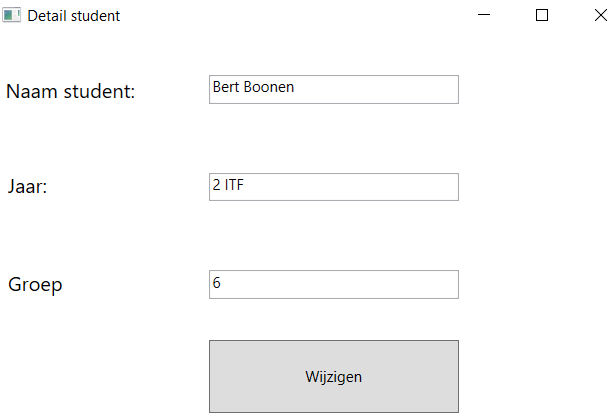 Detail student
Naam student: Bert Boonen
Jaar: 2 ITF
Groep 6
Wijzigen